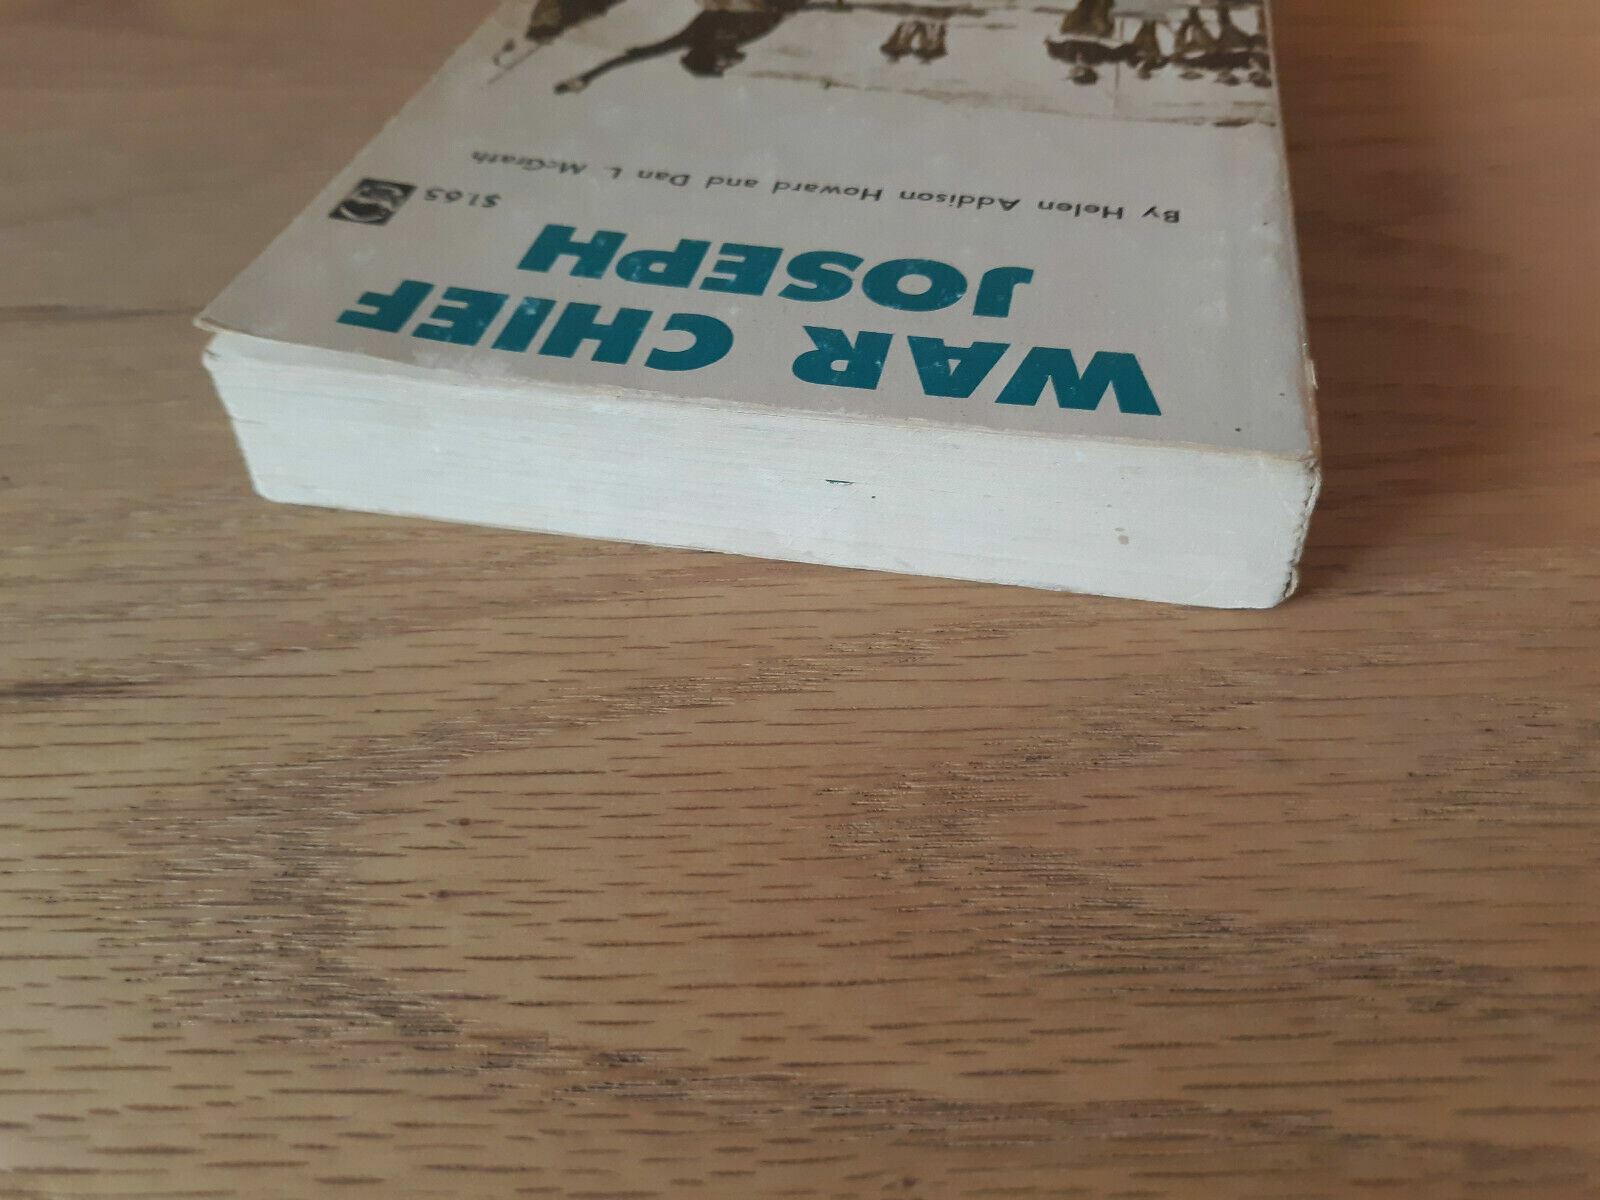 WAR CHIEF
JOSEPH
By Helen Addison Howard and Dan L. McGrath
$1.65